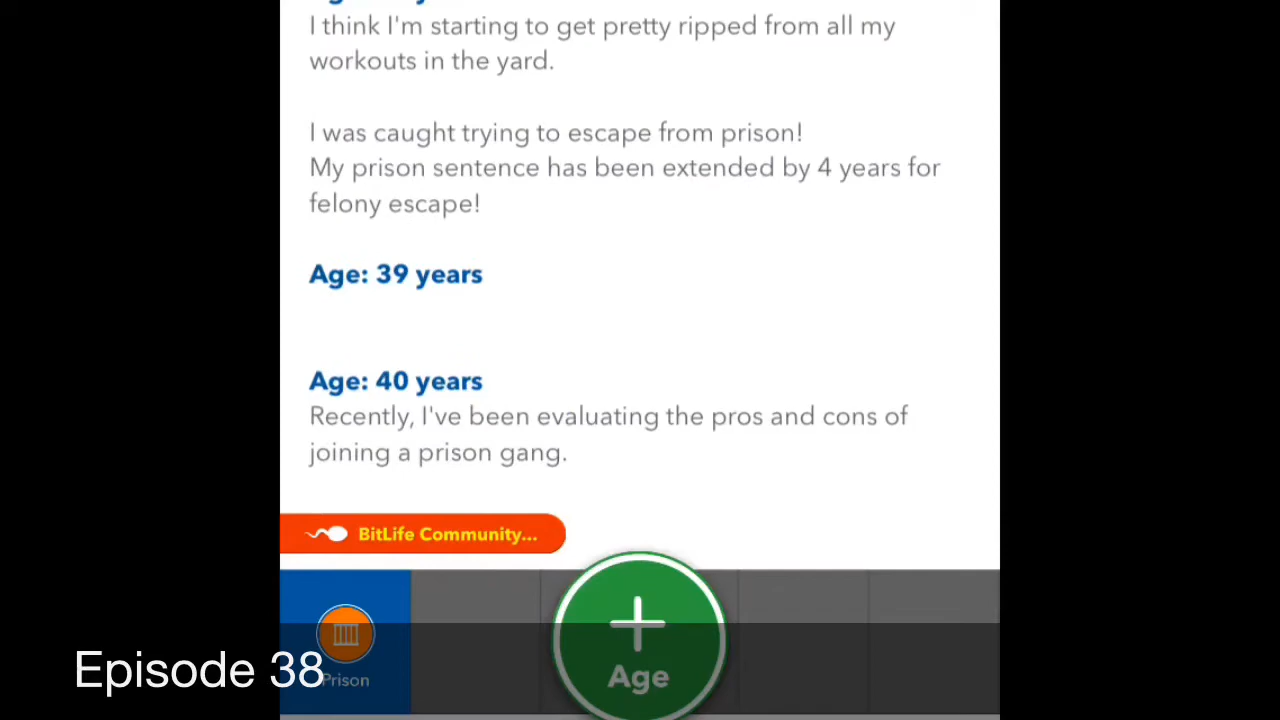 I think I'm starting to get pretty ripped from all my
workouts in the yard.
I was caught trying to escape from prison!
My prison sentence has been extended by 4 years for
felony escape!
Age: 39 years
Age: 40 years
Recently, I've been evaluating the pros and cons of
joining a prison gang.
BitLife Community...
Episode 38
Prison
Age